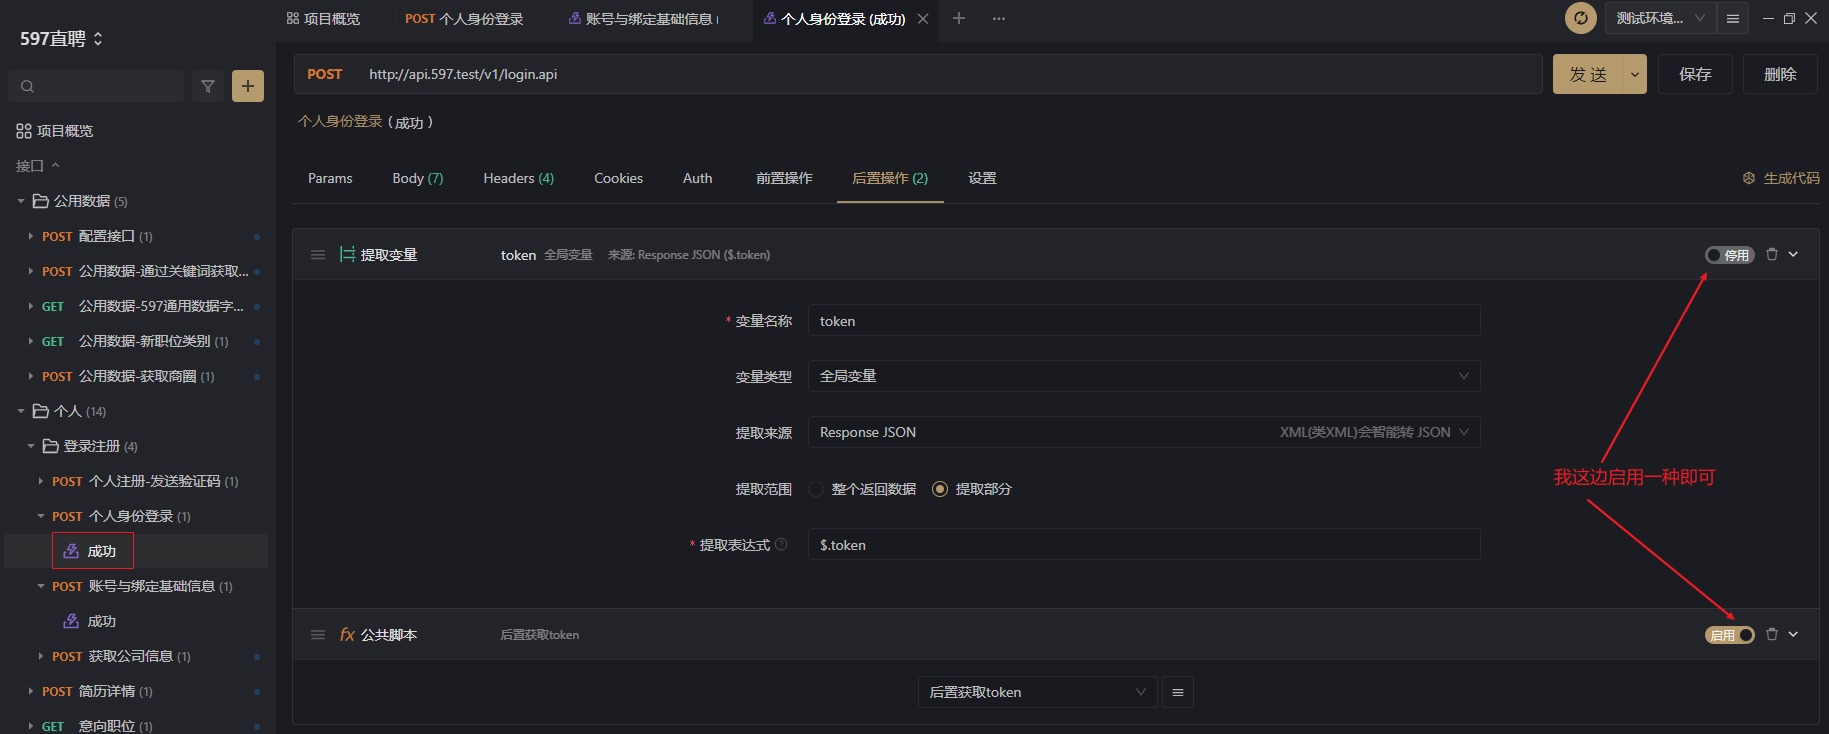 597直聘
项目概览
POST 个人身份登录
账号与绑定基础信息 (
个人身份登录 (成功)
测试环境...
POST http://api.597.test/v1/login.api
发 送
保存
删除
个人身份登录 ( 成功 )
Params
Body (7)
Headers (4)
Cookies
Auth
前置操作
后置操作 (2)
设置
生成代码
项目概览
接口
公用数据 (5)
POST 配置接口 (1)
POST 公用数据-通过关键词获取...
GET 公用数据-597通用数据字...
GET 公用数据-新职位类别 (1)
POST 公用数据-获取商圈 (1)
个人 (14)
登录注册 (4)
POST 个人注册-发送验证码 (1)
POST 个人身份登录 (1)
成功
POST 账号与绑定基础信息 (1)
成功
POST 获取公司信息 (1)
POST 简历详情 (1)
GET 意向职位 (1)
提取变量
token 全局变量 来源: Response JSON ($.token)
停用
* 变量名称 token
变量类型 全局变量
提取来源 Response JSON XML(类XML)会智能转 JSON
提取范围 整个返回数据 提取部分
* 提取表达式 $.token
我这边启用一种即可
fx 公共脚本 后置获取token
启用
后置获取token